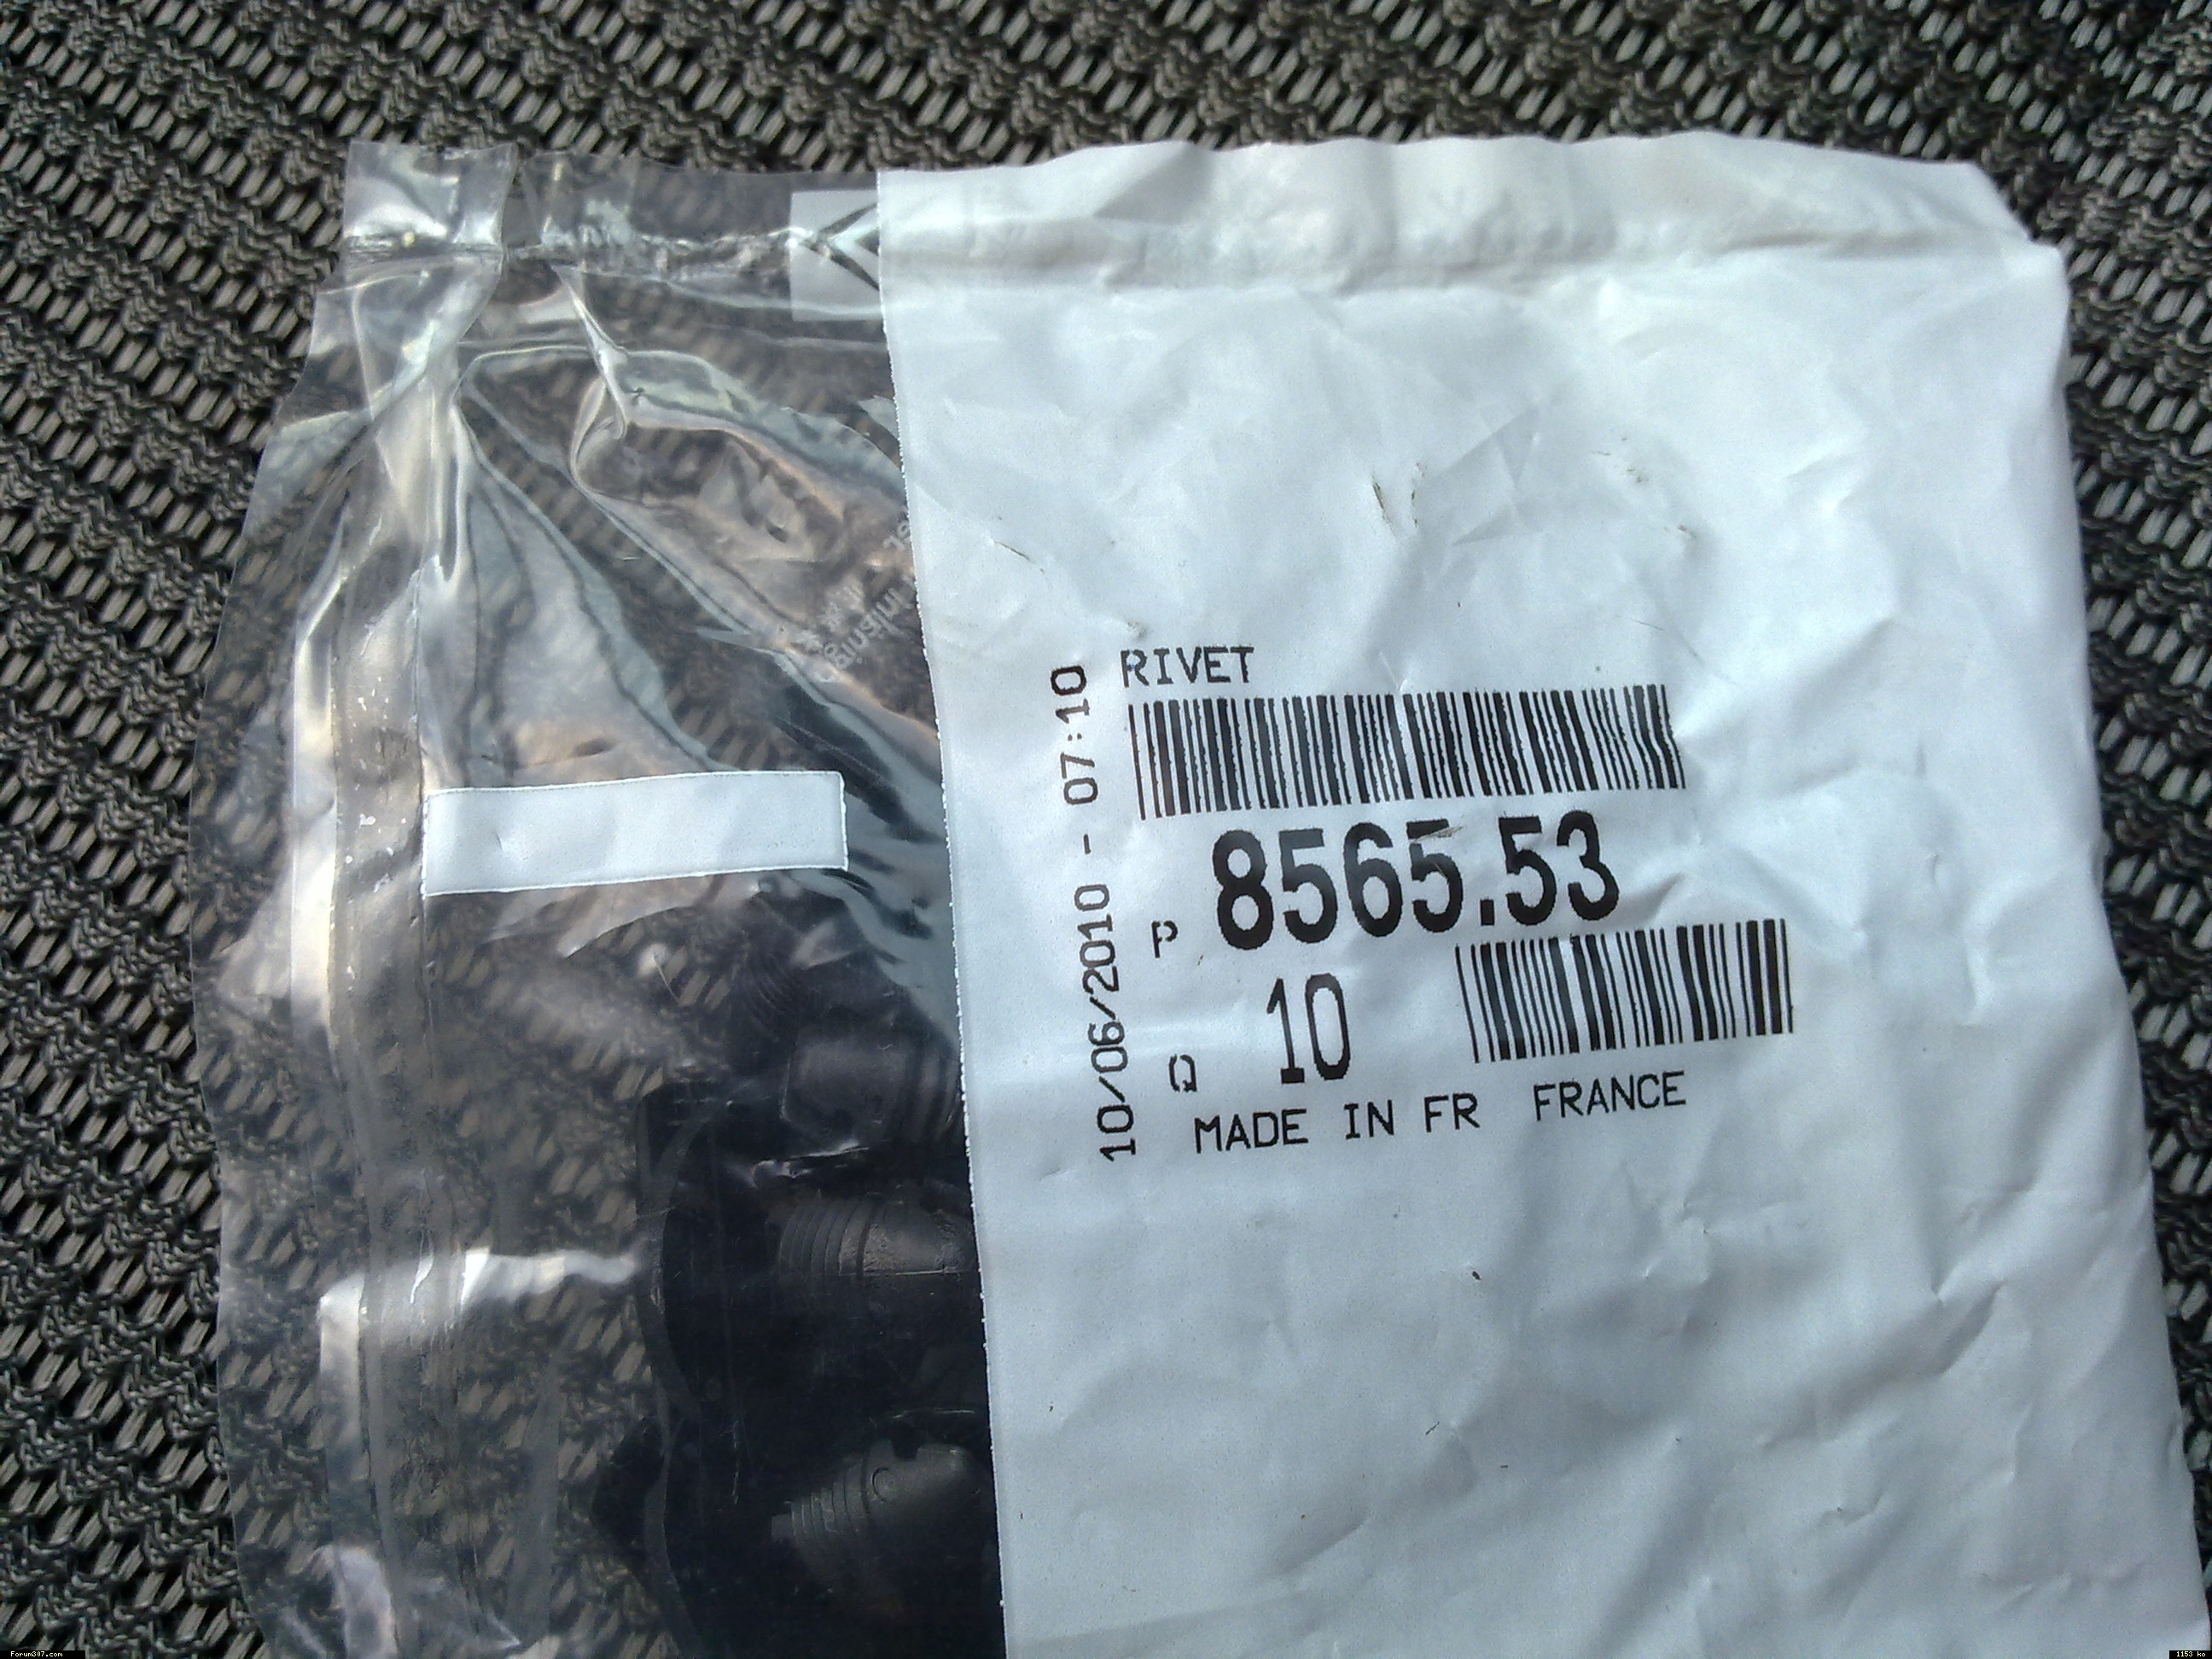 RIVET
10/06/2010 - 07:10
P 8565.53
Q 10
MADE IN FR FRANCE
Forum307.com
1153 ko